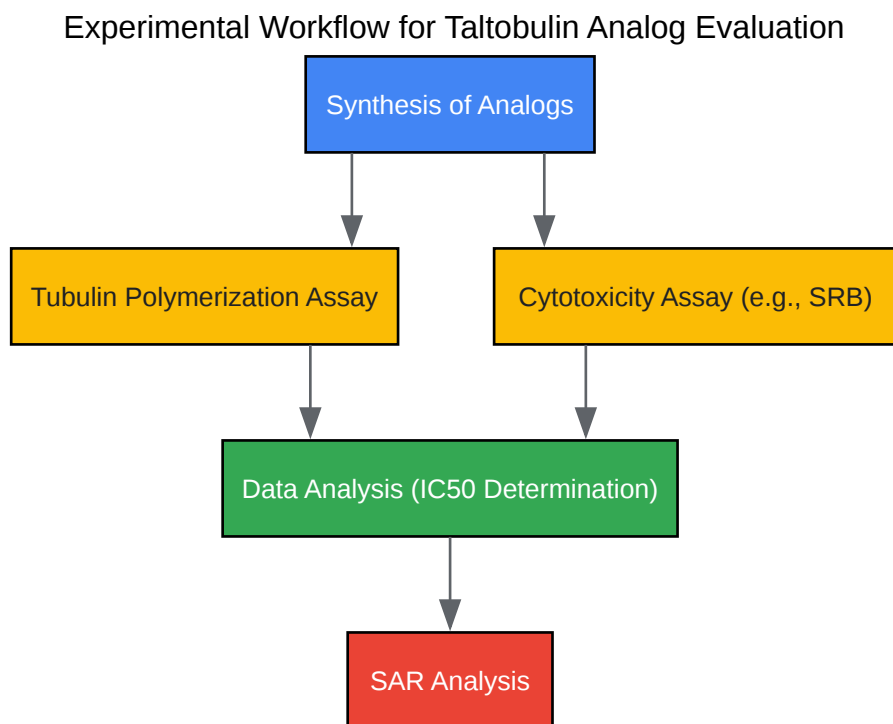 Experimental Workflow for Taltobulin Analog Evaluation
Synthesis of Analogs
Tubulin Polymerization Assay
Cytotoxicity Assay (e.g., SRB)
Data Analysis (IC50 Determination)
SAR Analysis